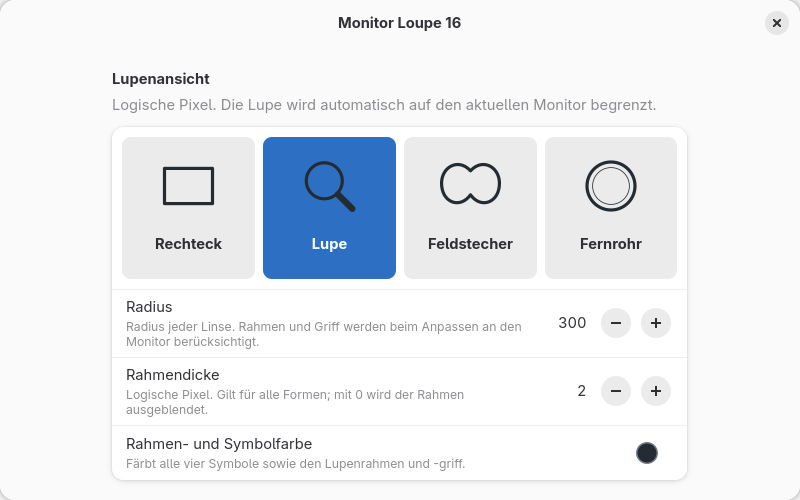 Monitor Loupe 16
Lupenansicht
Logische Pixel. Die Lupe wird automatisch auf den aktuellen Monitor begrenzt.
Rechteck
Lupe
Feldstecher
Fernrohr
Radius
Radius jeder Linse. Rahmen und Griff werden beim Anpassen an den
Monitor berücksichtigt.
300
Rahmendicke
Logische Pixel. Gilt für alle Formen; mit 0 wird der Rahmen
ausgeblendet.
2
Rahmen- und Symbolfarbe
Färbt alle vier Symbole sowie den Lupenrahmen und -griff.